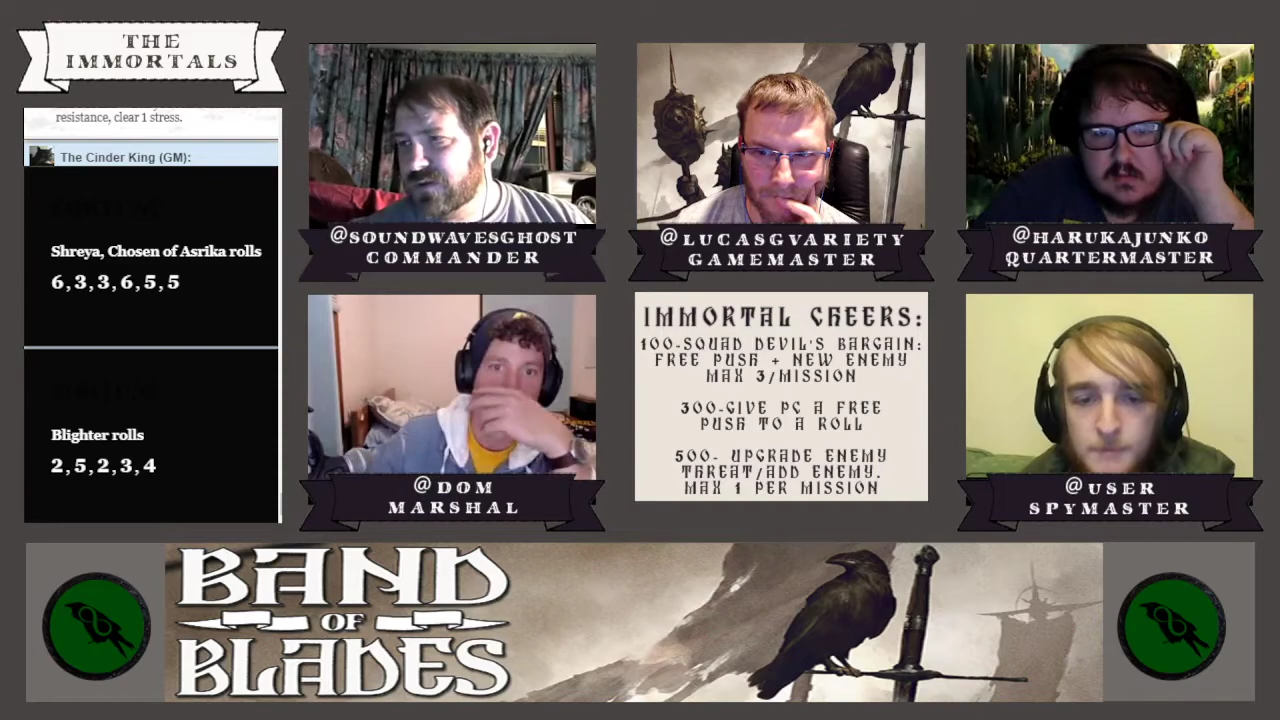 THE
IMMORTALS
resistance, clear 1 stress.
The Cinder King (GM):
Shreya, Chosen of Asrika rolls
6, 3, 3, 6, 5, 5
Blighter rolls
2, 5, 2, 3, 4
@SOUNDWAVESGHOST
COMMANDER
@LUCASGVARIETY
GAMEMASTER
@HARUKAJUNKO
QUARTERMASTER
@DOM
MARSHAL
IMMORTAL CHEERS:
100-SQUAD DEVIL'S BARGAIN:
FREE PUSH + NEW ENEMY
MAX 3/MISSION
300-GIVE PC A FREE
PUSH TO A ROLL
500- UPGRADE ENEMY
THREAT/ADD ENEMY.
MAX 1 PER MISSION
@USER
SPYMASTER
BAND
OF
BLADES